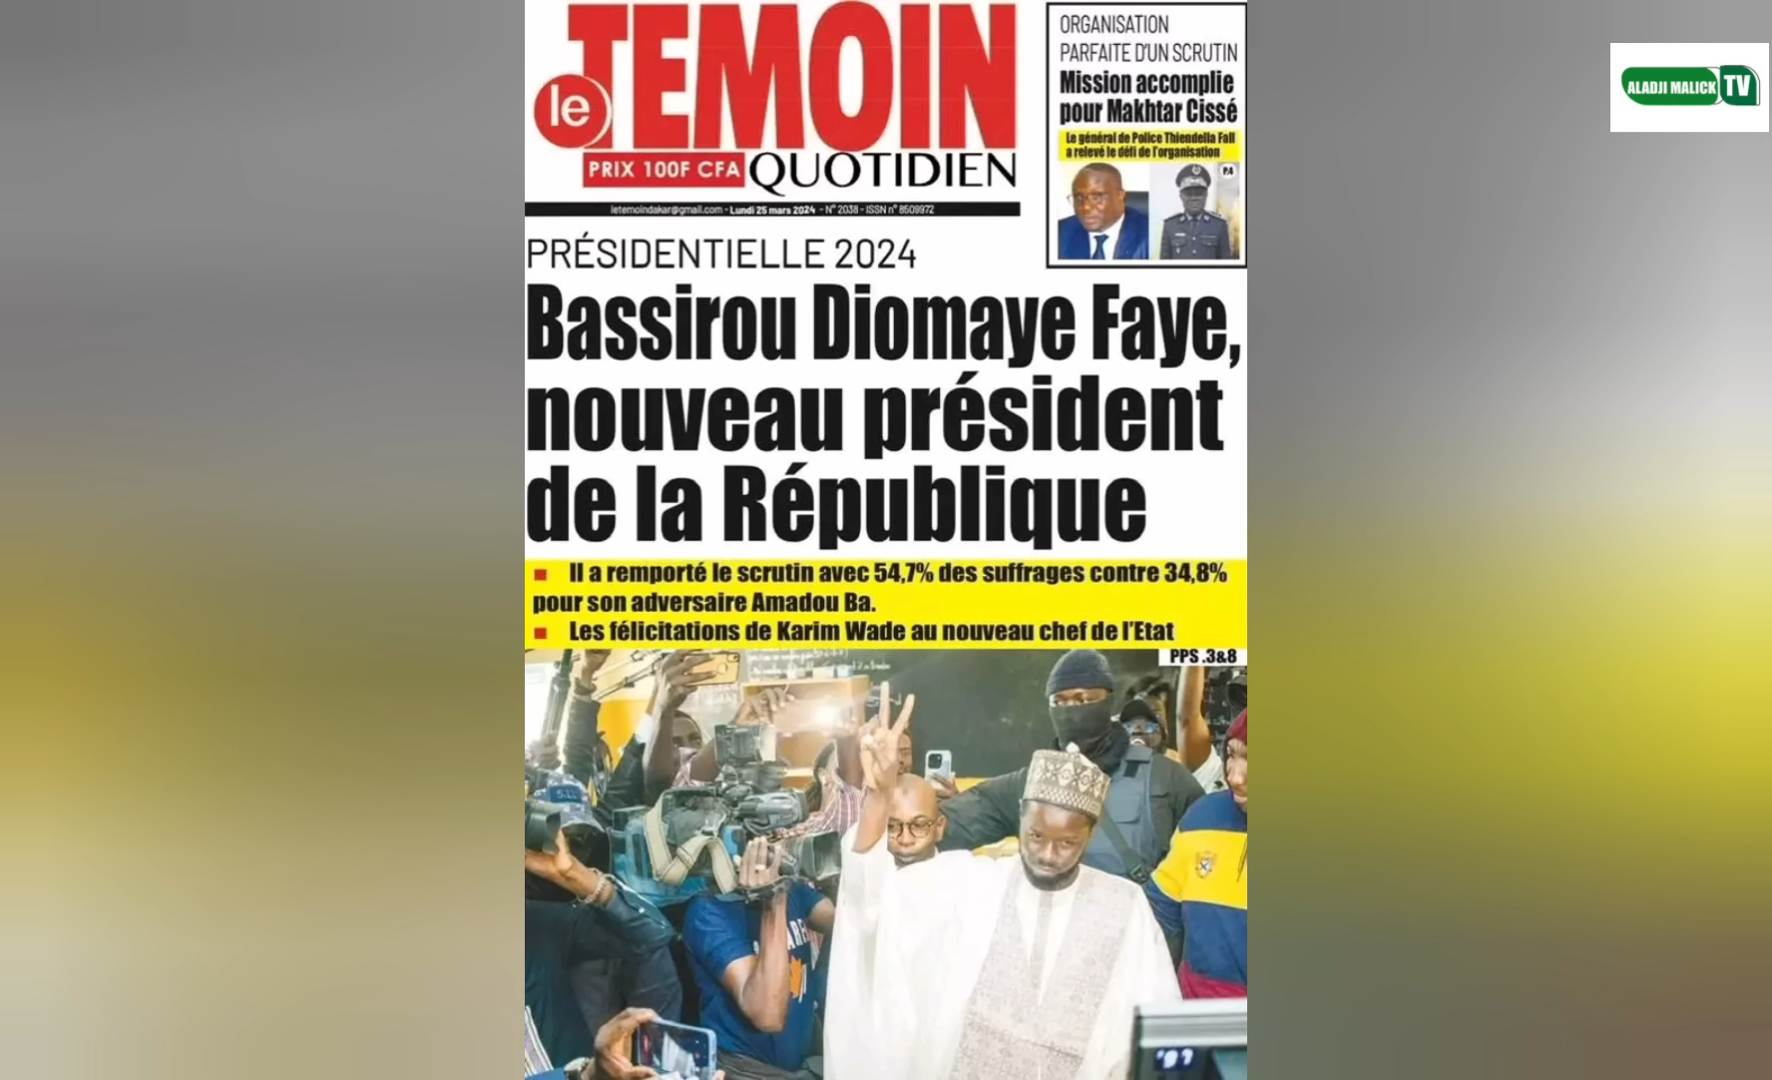 le TEMOIN
PRIX 100F CFA QUOTIDIEN
letemoindakar@gmail.com - Lundi 25 mars 2024 - N° 2038 - ISSN n° 8509972
ORGANISATION
PARFAITE D'UN SCRUTIN
Mission accomplie
pour Makhtar Cissé
Le général de Police Thiendella Fall
a relevé le défi de l'organisation
P.4
ALADJI MALICK TV
PRÉSIDENTIELLE 2024
Bassirou Diomaye Faye,
nouveau président
de la République
Il a remporté le scrutin avec 54,7% des suffrages contre 34,8%
pour son adversaire Amadou Ba.
Les félicitations de Karim Wade au nouveau chef de l'Etat
PPS .3&8
5.11